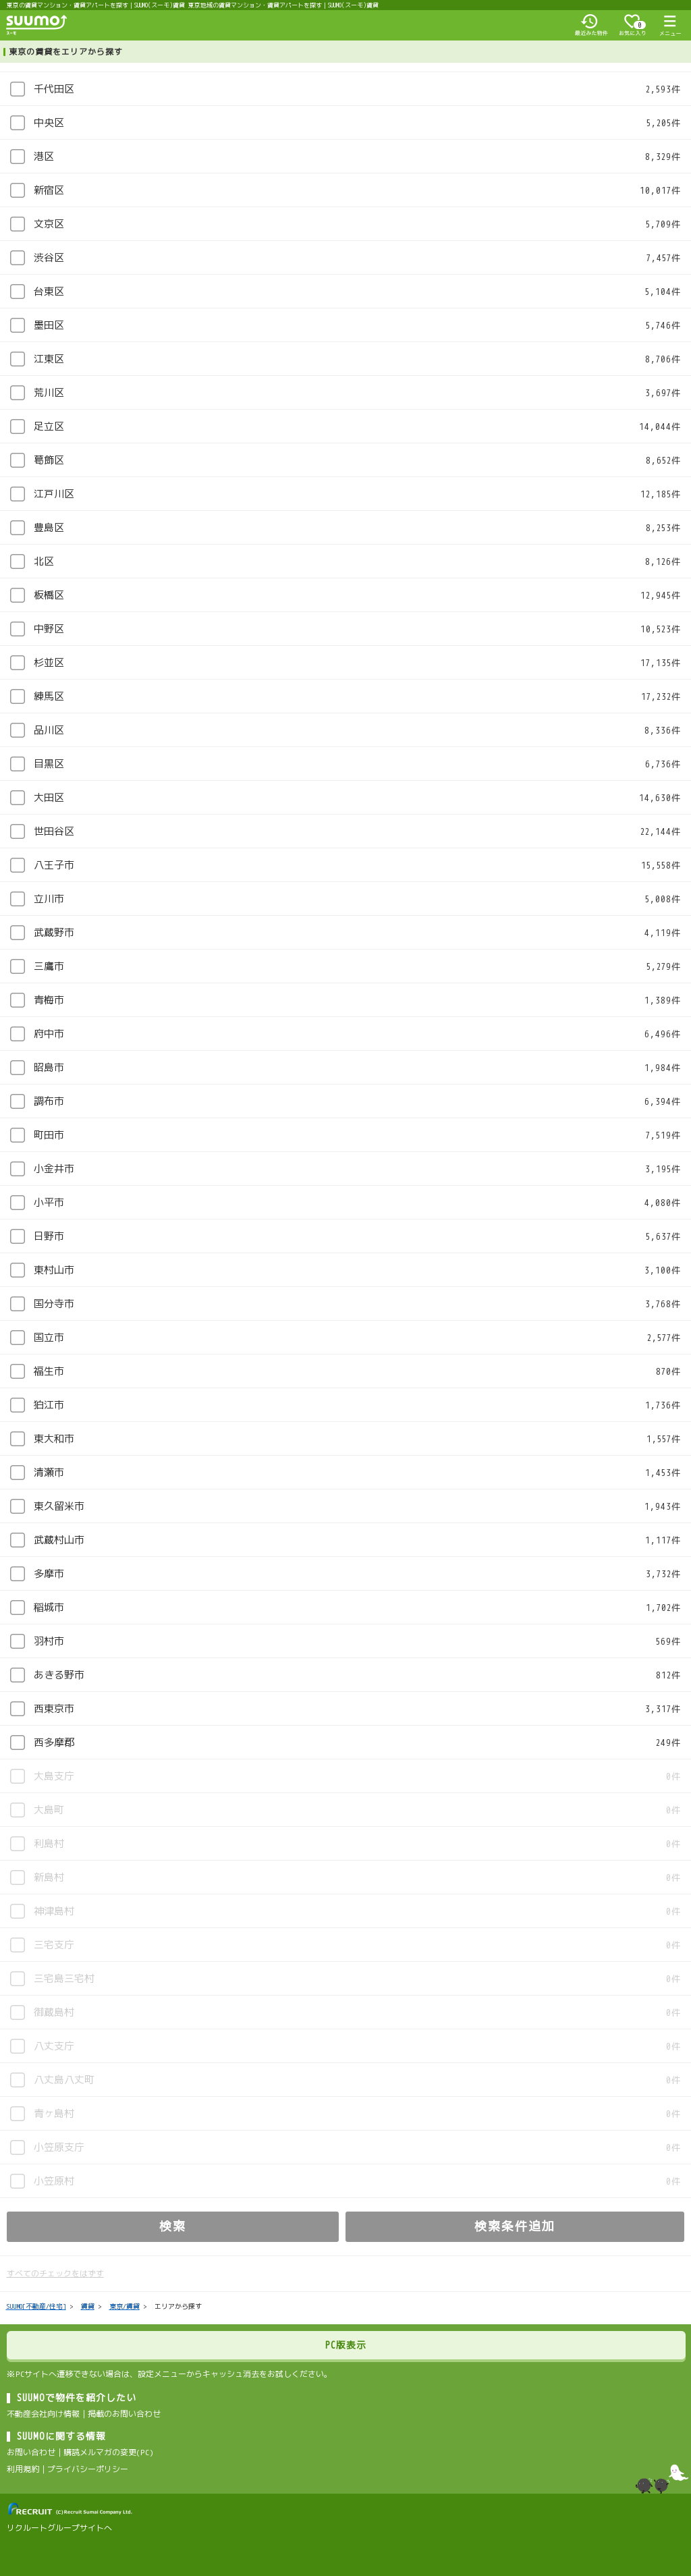 東京の賃貸マンション・賃貸アパートを探す | SUUMO(スーモ)賃貸 東京地域の賃貸マンション・賃貸アパートを探す | SUUMO(スーモ)賃貸
SUUMO
スーモ
最近みた物件
0
お気に入り
メニュー
東京の賃貸をエリアから探す
千代田区 2,593件
中央区 5,205件
港区 8,329件
新宿区 10,017件
文京区 5,709件
渋谷区 7,457件
台東区 5,104件
墨田区 5,746件
江東区 8,706件
荒川区 3,697件
足立区 14,044件
葛飾区 8,652件
江戸川区 12,185件
豊島区 8,253件
北区 8,126件
板橋区 12,945件
中野区 10,523件
杉並区 17,135件
練馬区 17,232件
品川区 8,336件
目黒区 6,736件
大田区 14,630件
世田谷区 22,144件
八王子市 15,558件
立川市 5,008件
武蔵野市 4,119件
三鷹市 5,279件
青梅市 1,389件
府中市 6,496件
昭島市 1,984件
調布市 6,394件
町田市 7,519件
小金井市 3,195件
小平市 4,080件
日野市 5,637件
東村山市 3,100件
国分寺市 3,768件
国立市 2,577件
福生市 870件
狛江市 1,736件
東大和市 1,557件
清瀬市 1,453件
東久留米市 1,943件
武蔵村山市 1,117件
多摩市 3,732件
稲城市 1,702件
羽村市 569件
あきる野市 812件
西東京市 3,317件
西多摩郡 249件
大島支庁 0件
大島町 0件
利島村 0件
新島村 0件
神津島村 0件
三宅支庁 0件
三宅島三宅村 0件
御蔵島村 0件
八丈支庁 0件
八丈島八丈町 0件
青ヶ島村 0件
小笠原支庁 0件
小笠原村 0件
検索 検索条件追加
すべてのチェックをはずす
SUUMO[不動産/住宅] > 賃貸 > 東京/賃貸 > エリアから探す
PC版表示
※PCサイトへ遷移できない場合は、設定メニューからキャッシュ消去をお試しください。
SUUMOで物件を紹介したい
不動産会社向け情報 | 掲載のお問い合わせ
SUUMOに関する情報
お問い合わせ | 購読メルマガの変更(PC)
利用規約 | プライバシーポリシー
RECRUIT (C)Recruit Sumai Company Ltd.
リクルートグループサイトへ